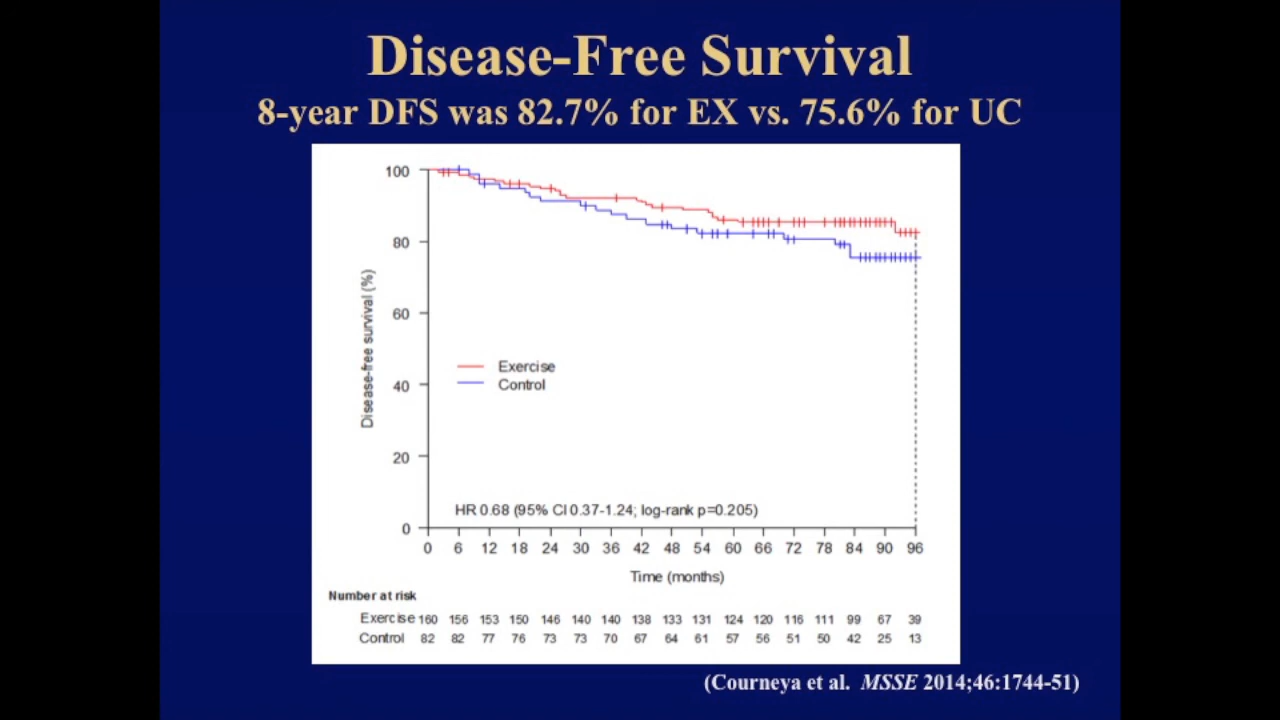 Disease-Free Survival
8-year DFS was 82.7% for EX vs. 75.6% for UC
100
80
60
40
20
0
Disease-free survival (%)
Exercise
Control
HR 0.68 (95% CI 0.37-1.24; log-rank p=0.205)
0 6 12 18 24 30 36 42 48 54 60 66 72 78 84 90 96
Time (months)
Number at risk
Exercise 160 156 153 150 146 140 140 138 133 131 124 120 116 111 99 67 39
Control 82 82 77 76 73 73 70 67 64 61 57 56 51 50 42 25 13
(Courneya et al. MSSE 2014;46:1744-51)